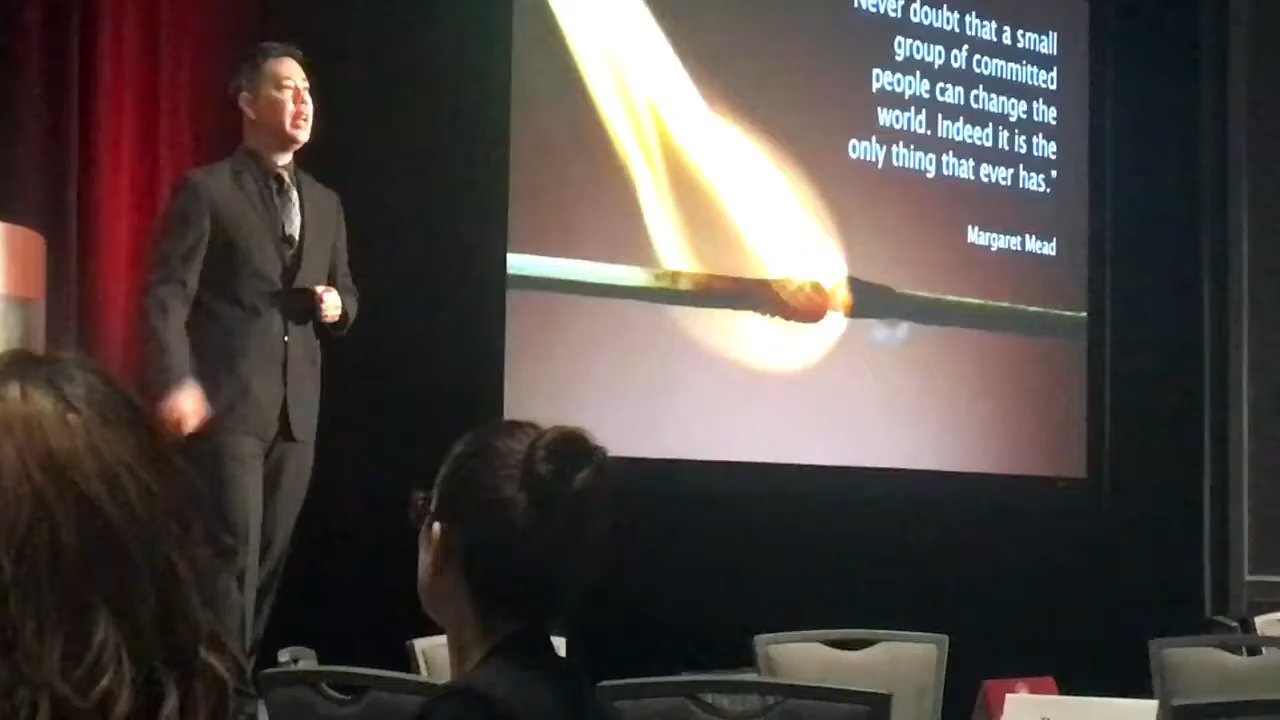 "Never doubt that a small
group of committed
people can change the
world. Indeed it is the
only thing that ever has."
Margaret Mead